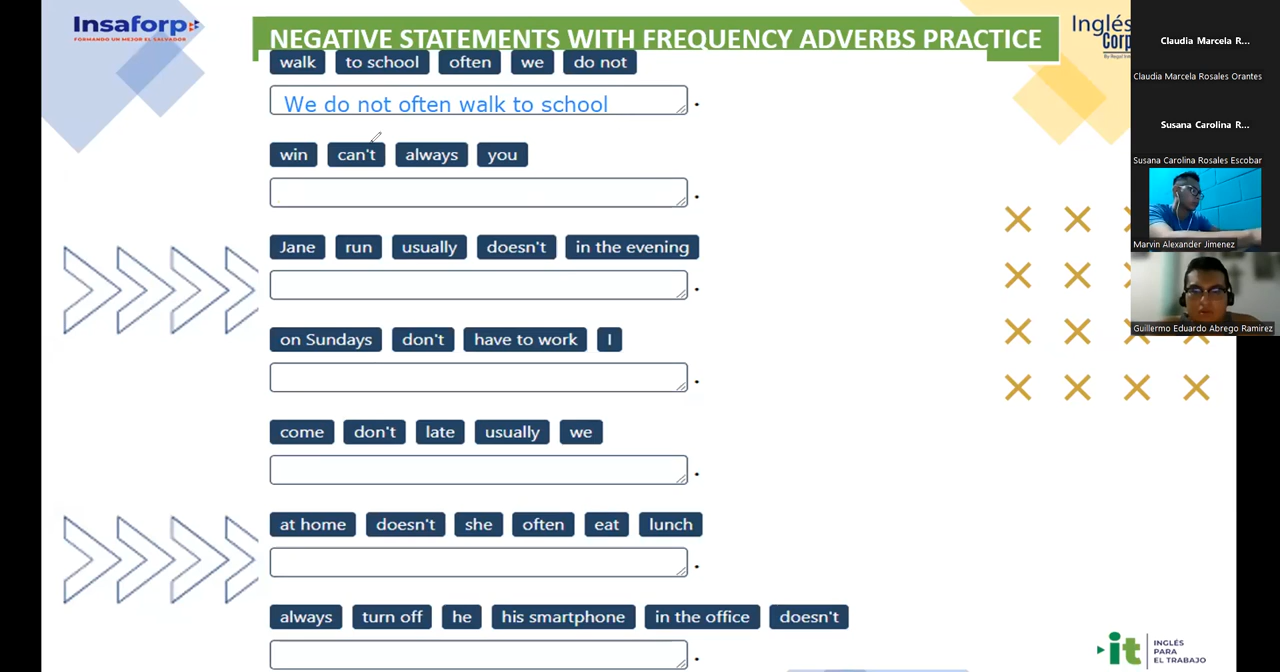 Insaforp
FORMANDO UN MEJOR EL SALVADOR
NEGATIVE STATEMENTS WITH FREQUENCY ADVERBS PRACTICE
Inglés
Corp
walk to school often we do not
We do not often walk to school .
win can't always you
.
Jane run usually doesn't in the evening
.
on Sundays don't have to work I
.
come don't late usually we
.
at home doesn't she often eat lunch
.
always turn off he his smartphone in the office doesn't
.
Claudia Marcela R...
Claudia Marcela Rosales Orantes
Susana Carolina R...
Susana Carolina Rosales Escobar
Marvin Alexander Jimenez
Guillermo Eduardo Abrego Ramirez
it
INGLÉS
PARA
EL TRABAJO